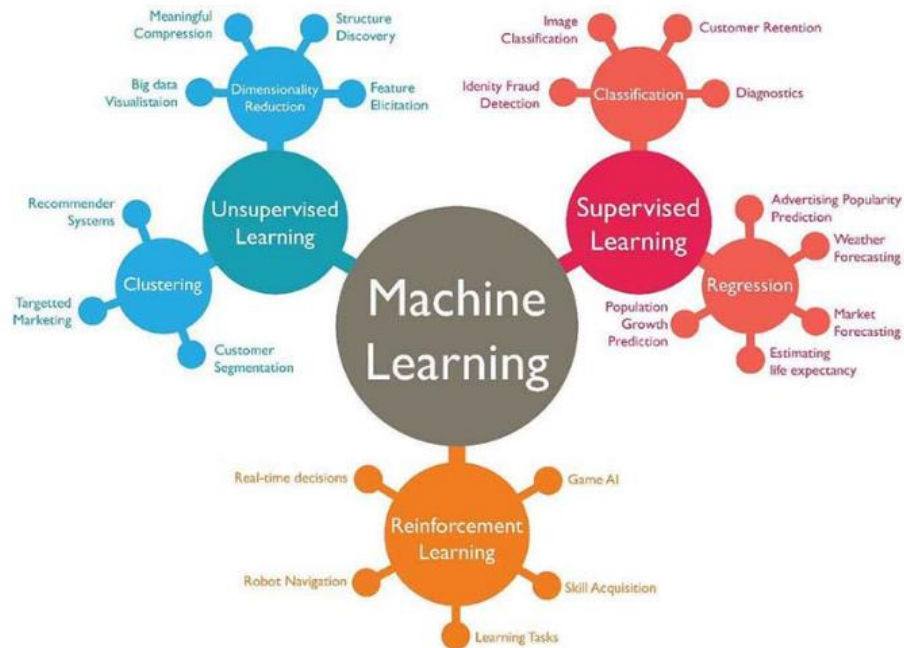 Meaningful
Compression
Structure
Discovery
Big data
Visualistaion
Dimensionality
Reduction
Feature
Elicitation
Image
Classification
Customer Retention
Idenity Fraud
Detection
Classification
Diagnostics
Unsupervised
Learning
Recommender
Systems
Clustering
Targetted
Marketing
Customer
Segmentation
Machine
Learning
Supervised
Learning
Advertising Popularity
Prediction
Weather
Forecasting
Regression
Population
Growth
Prediction
Market
Forecasting
Estimating
life expectancy
Real-time decisions
Game AI
Reinforcement
Learning
Robot Navigation
Skill Acquisition
Learning Tasks